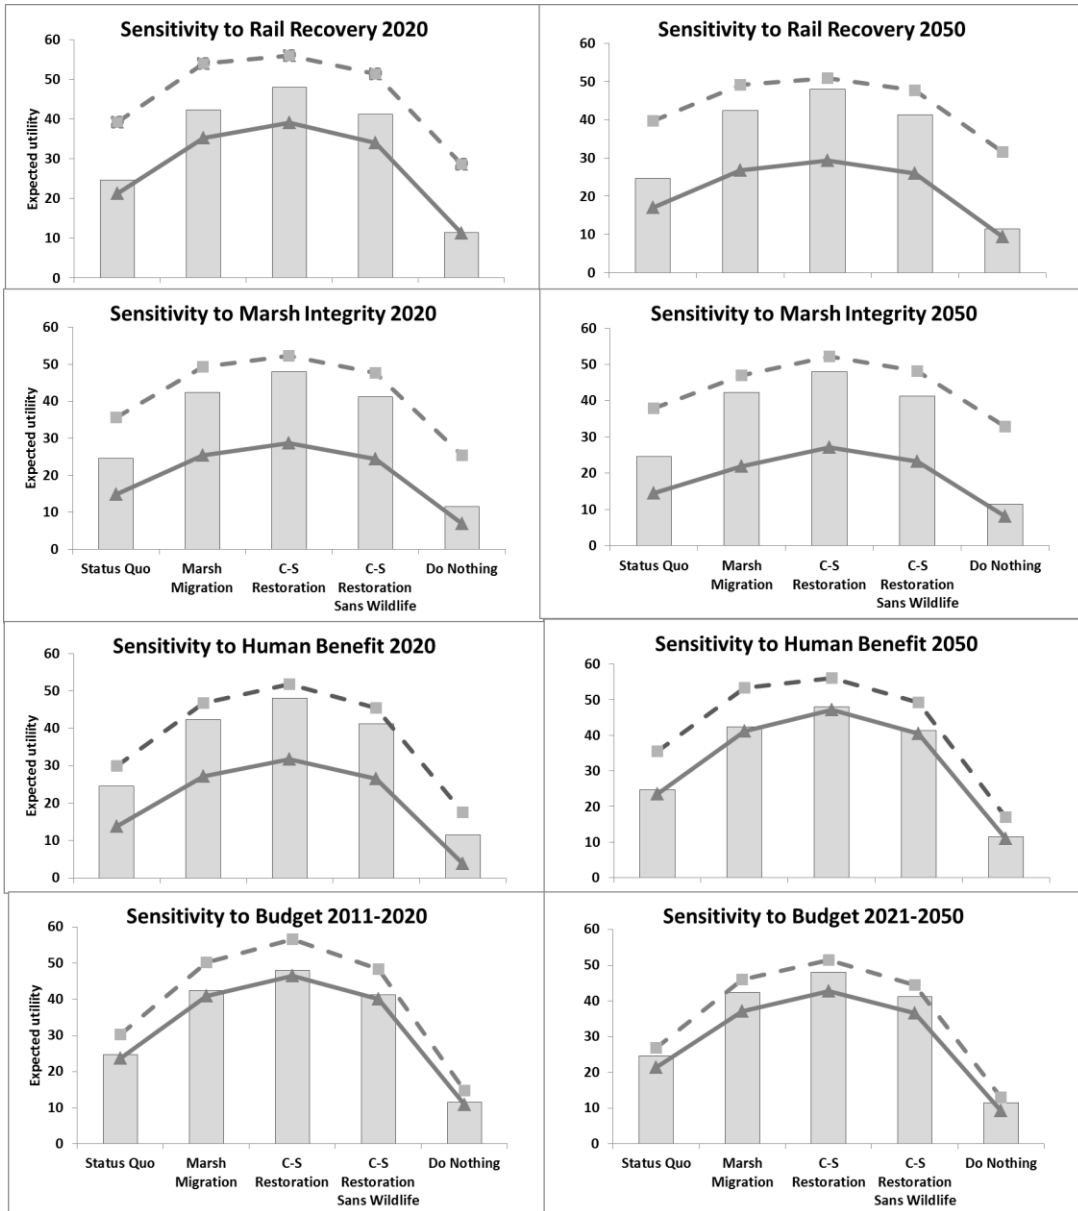 Sensitivity to Rail Recovery 2020
60
50
40
30
20
10
0
Expected utiliity
Sensitivity to Rail Recovery 2050
60
50
40
30
20
10
0
Sensitivity to Marsh Integrity 2020
60
50
40
30
20
10
0
Expected utiliity
Status Quo
Marsh
Migration
C-S
Restoration
C-S
Restoration
Sans Wildlife
Do Nothing
Sensitivity to Marsh Integrity 2050
60
50
40
30
20
10
0
Status Quo
Marsh
Migration
C-S
Restoration
C-S
Restoration
Sans Wildlife
Do Nothing
Sensitivity to Human Benefit 2020
60
50
40
30
20
10
0
Expected utiliity
Sensitivity to Human Benefit 2050
60
50
40
30
20
10
0
Sensitivity to Budget 2011-2020
60
50
40
30
20
10
0
Expected utiliity
Status Quo
Marsh
Migration
C-S
Restoration
C-S
Restoration
Sans Wildlife
Do Nothing
Sensitivity to Budget 2021-2050
60
50
40
30
20
10
0
Status Quo
Marsh
Migration
C-S
Restoration
C-S
Restoration
Sans Wildlife
Do Nothing